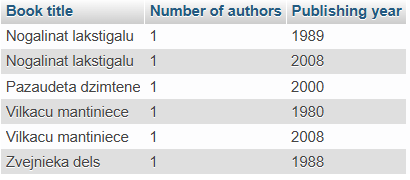 Book title Number of authors Publishing year
Nogalinat lakstigalu 1 1989
Nogalinat lakstigalu 1 2008
Pazaudeta dzimtene 1 2000
Vilkacu mantiniece 1 1980
Vilkacu mantiniece 1 2008
Zvejnieka dels 1 1988